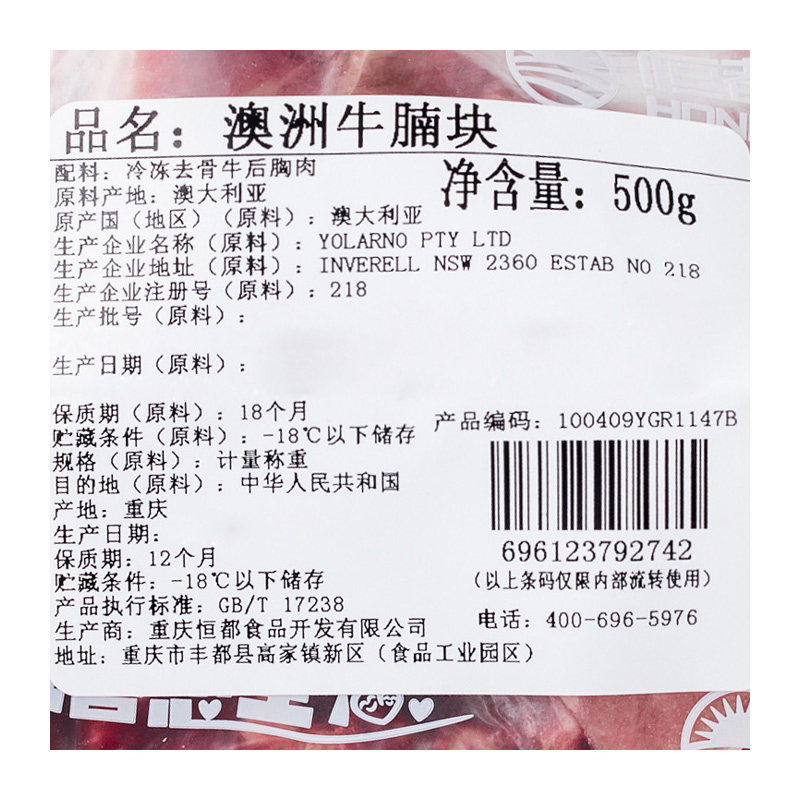 HON
品名：澳洲牛腩块
配料：冷冻去骨牛后胸肉
净含量：500g
原料产地：澳大利亚
原产国（地区）（原料）：澳大利亚
生产企业名称（原料）：YOLARNO PTY LTD
生产企业地址（原料）：INVERELL NSW 2360 ESTAB NO 218
生产企业注册号（原料）：218
生产批号（原料）：
生产日期（原料）：
保质期（原料）：18个月
贮藏条件（原料）：-18℃以下储存
规格（原料）：计量称重
目的地（原料）：中华人民共和国
产地：重庆
生产日期：
保质期：12个月
贮藏条件：-18℃以下储存
产品执行标准：GB/T 17238
生产商：重庆恒都食品开发有限公司
地址：重庆市丰都县高家镇新区（食品工业园区）
产品编码：100409YGR1147B
696123792742
（以上条码仅限内部流转使用）
电话：400-696-5976